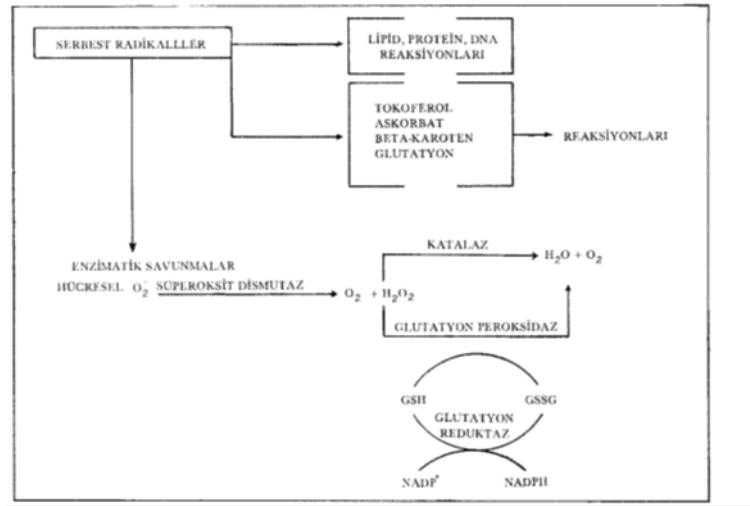 SERBEST RADİKALLLER
LİPİD, PROTEİN, DNA
REAKSİYONLARI
TOKOFEROL
ASKORBAT
BETA-KAROTEN
GLUTATYON
REAKSİYONLARI
ENZİMATİK SAVUNMALAR
HÜCRESEL O₂⁻ SÜPEROKSİT DİSMUTAZ
O₂ + H₂O₂
KATALAZ
H₂O + O₂
GLUTATYON PEROKSİDAZ
GSH
GSSG
GLUTATYON
REDUKTAZ
NADP⁺
NADPH